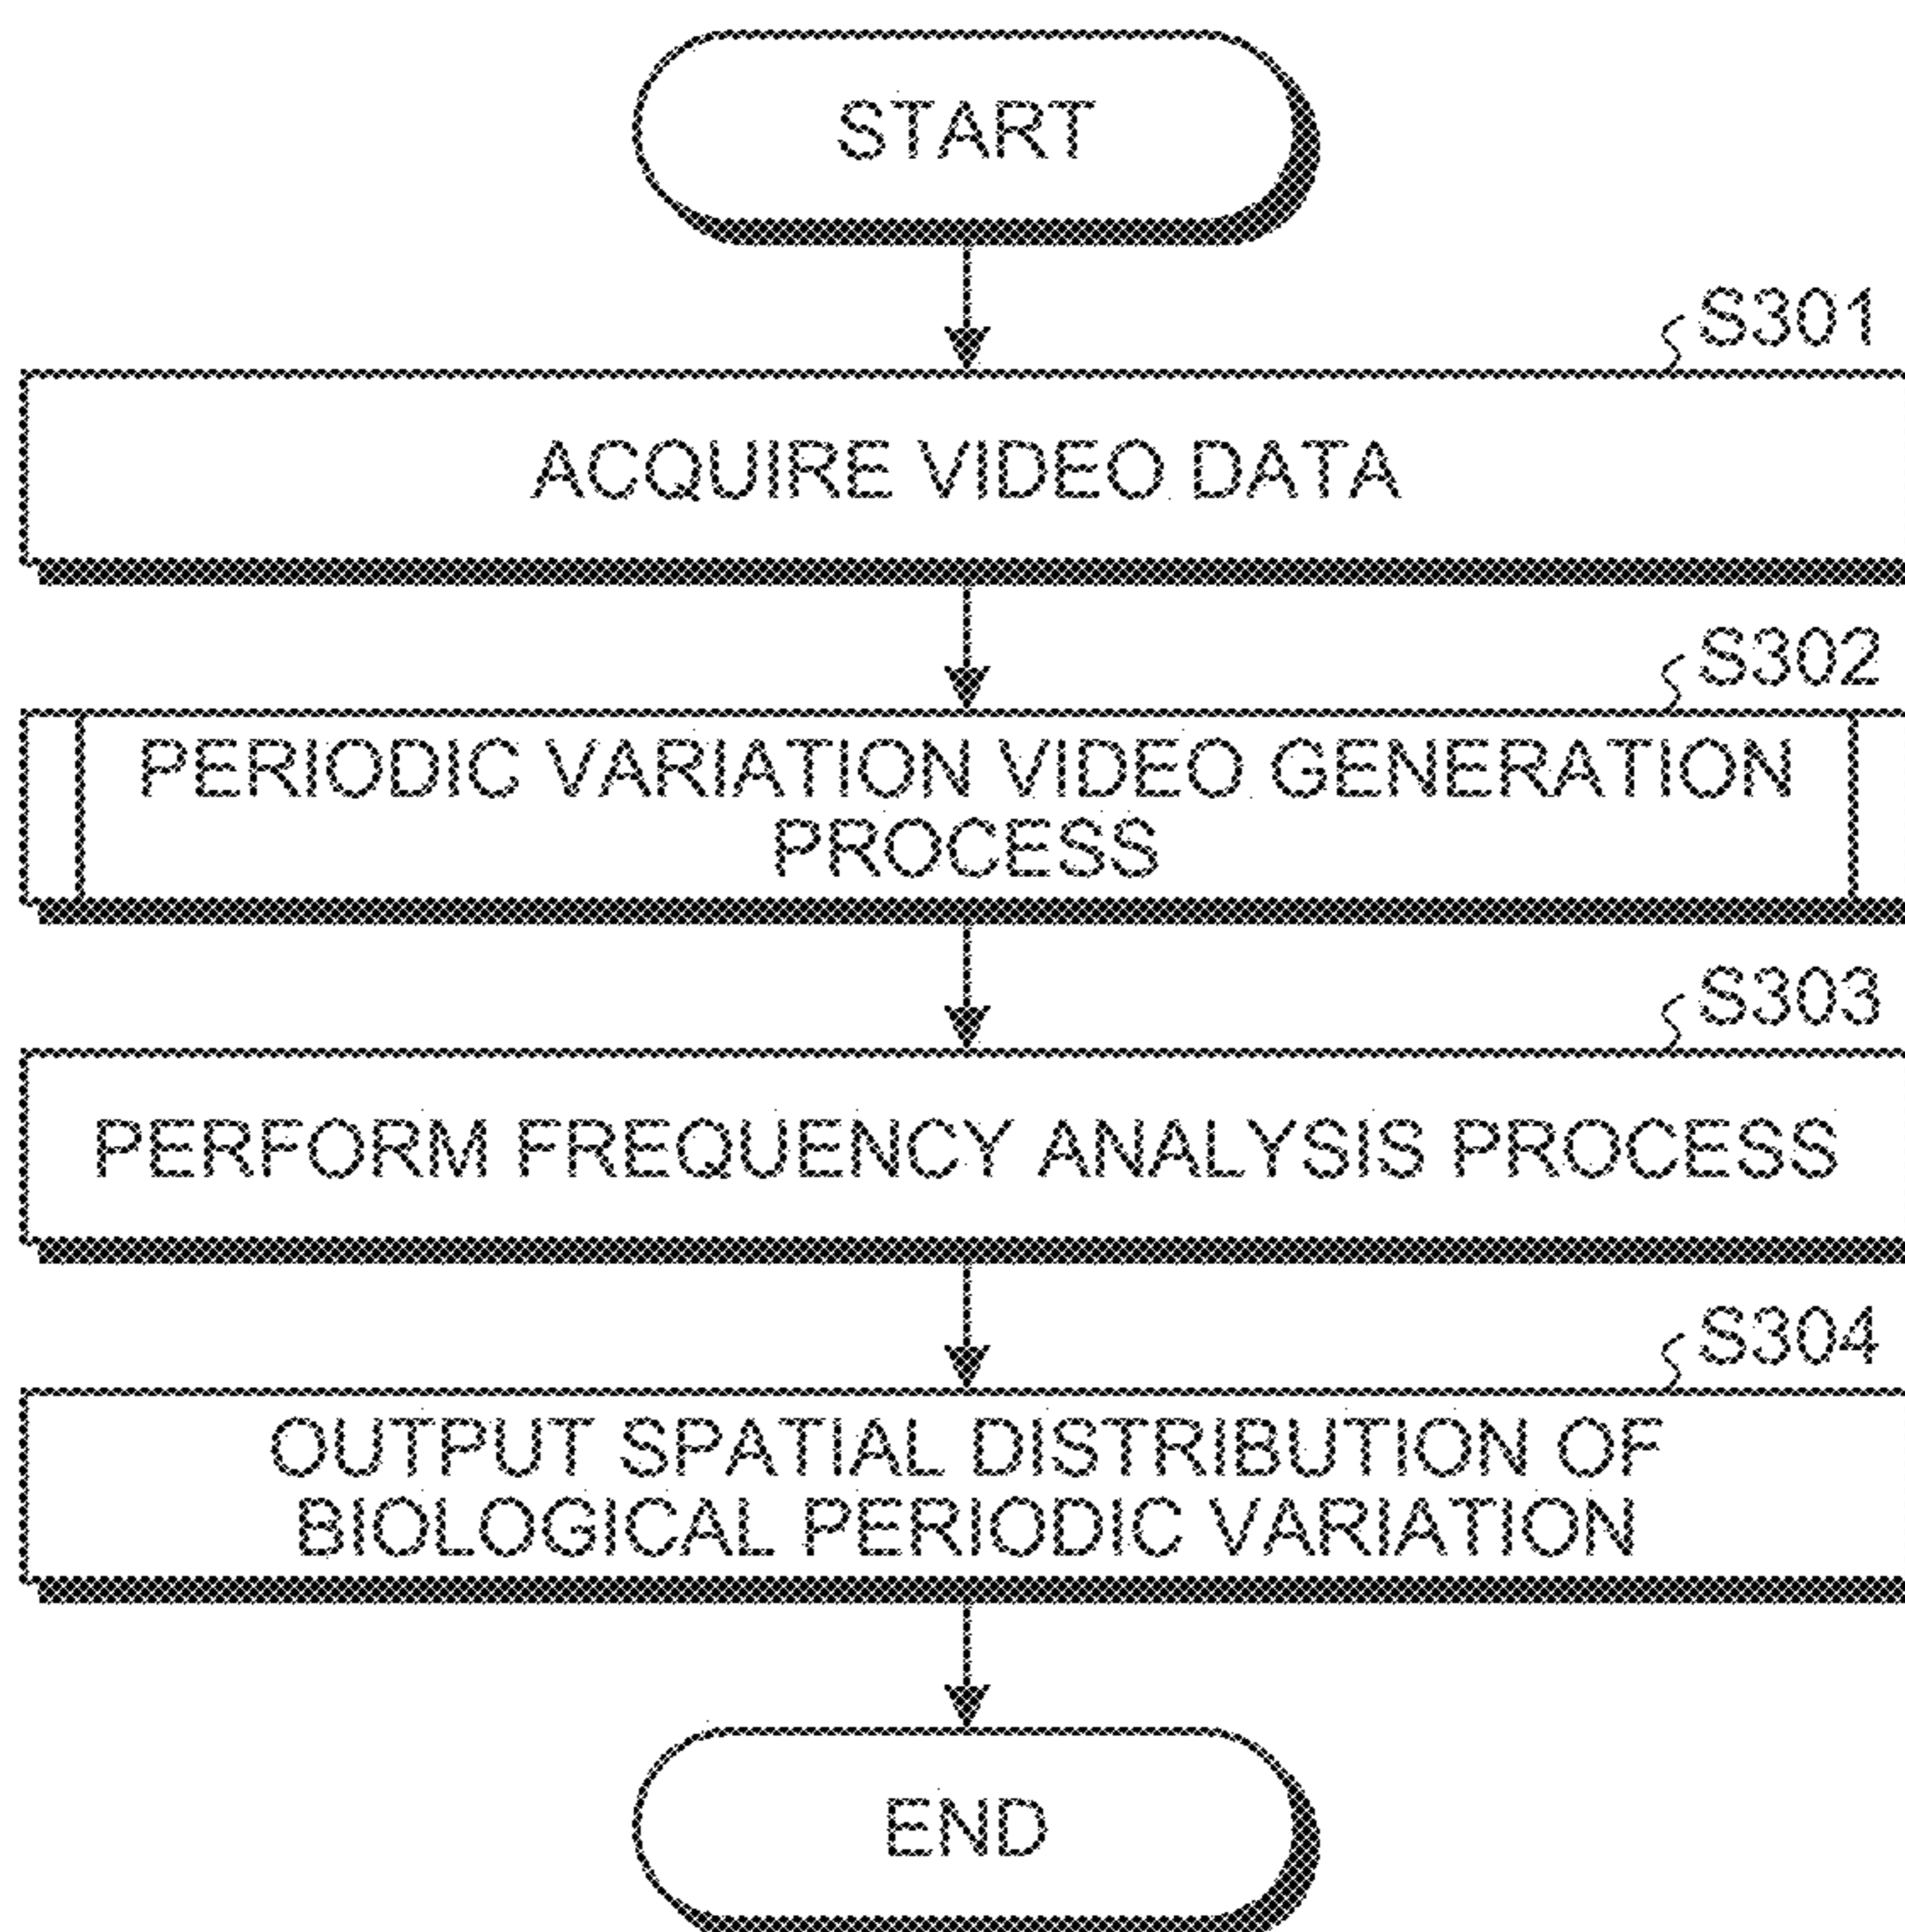 START
S301
ACQUIRE VIDEO DATA
S302
PERIODIC VARIATION VIDEO GENERATION
PROCESS
S303
PERFORM FREQUENCY ANALYSIS PROCESS
S304
OUTPUT SPATIAL DISTRIBUTION OF
BIOLOGICAL PERIODIC VARIATION
END